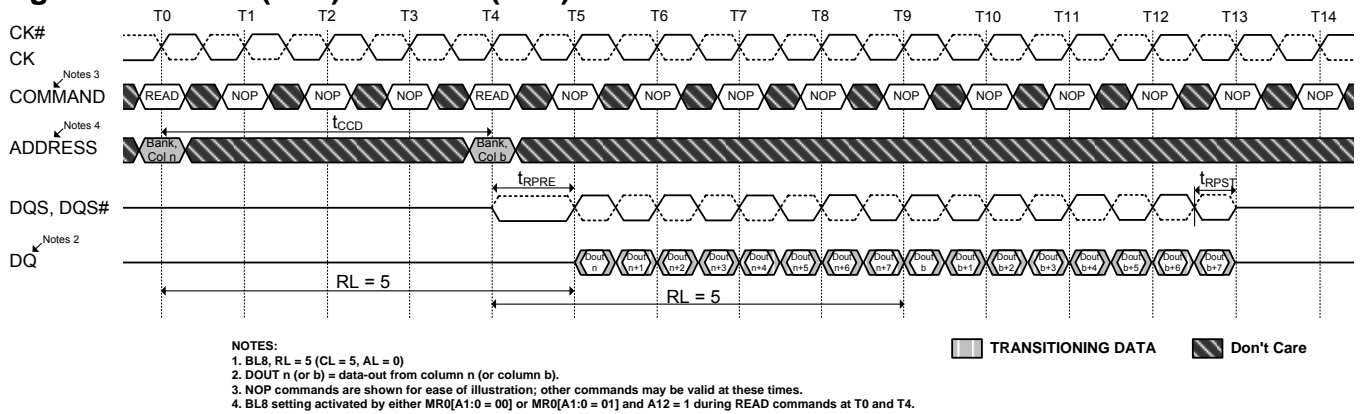 T0 T1 T2 T3 T4 T5 T6 T7 T8 T9 T10 T11 T12 T13 T14
CK#
CK
Notes 3
COMMAND READ NOP NOP NOP READ NOP NOP NOP NOP NOP NOP NOP NOP NOP NOP
tCCD
Notes 4
ADDRESS Bank, Col n Bank, Col b
tRPRE tRPST
DQS, DQS#
Notes 2
DQ Dout n Dout n+1 Dout n+2 Dout n+3 Dout n+4 Dout n+5 Dout n+6 Dout n+7 Dout b Dout b+1 Dout b+2 Dout b+3 Dout b+4 Dout b+5 Dout b+6 Dout b+7
RL = 5 RL = 5
NOTES:
1. BL8, RL = 5 (CL = 5, AL = 0)
2. DOUT n (or b) = data-out from column n (or column b).
3. NOP commands are shown for ease of illustration; other commands may be valid at these times.
4. BL8 setting activated by either MR0[A1:0 = 00] or MR0[A1:0 = 01] and A12 = 1 during READ commands at T0 and T4.
TRANSITIONING DATA Don't Care